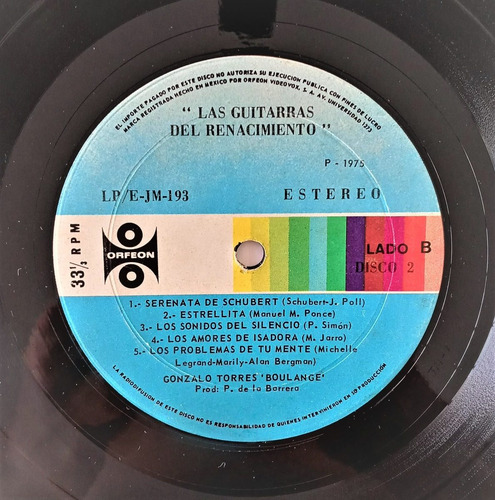 EL IMPORTE PAGADO POR ESTE DISCO NO AUTORIZA SU EJECUCION PUBLICA CON FINES DE LUCRO
MARCA REGISTRADA HECHO EN MEXICO POR ORFEON VIDEOVOX, S. A. AV. UNIVERSIDAD 1273
" LAS GUITARRAS
DEL RENACIMIENTO "
P - 1975
LP/E-JM-193
ESTEREO
33⅓ RPM
ORFEON
LADO B
DISCO 2
1.- SERENATA DE SCHUBERT (Schubert-J. Poll)
2.- ESTRELLITA (Manuel M. Ponce)
3.- LOS SONIDOS DEL SILENCIO (P. Simón)
4.- LOS AMORES DE ISADORA (M. Jarro)
5.- LOS PROBLEMAS DE TU MENTE (Michelle
Legrand-Marily-Alan Bergman)
GONZALO TORRES 'BOULANGE'
Prod: P. de la Barrera
LA RADIODIFUSION DE ESTE DISCO NO ES RESPONSABILIDAD DE QUIENES INTERVINIERON EN SU PRODUCCION